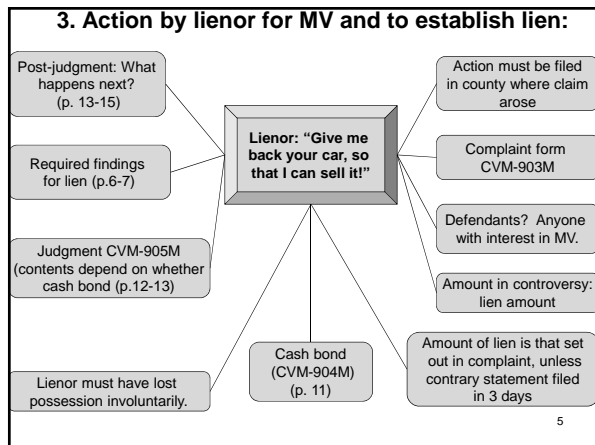 3. Action by lienor for MV and to establish lien:
Post-judgment: What
happens next?
(p. 13-15)
Required findings
for lien (p.6-7)
Judgment CVM-905M
(contents depend on whether
cash bond (p.12-13)
Lienor must have lost
possession involuntarily.
Lienor: “Give me
back your car, so
that I can sell it!”
Cash bond
(CVM-904M)
(p. 11)
Action must be filed
in county where claim
arose
Complaint form
CVM-903M
Defendants? Anyone
with interest in MV.
Amount in controversy:
lien amount
Amount of lien is that set
out in complaint, unless
contrary statement filed
in 3 days
5